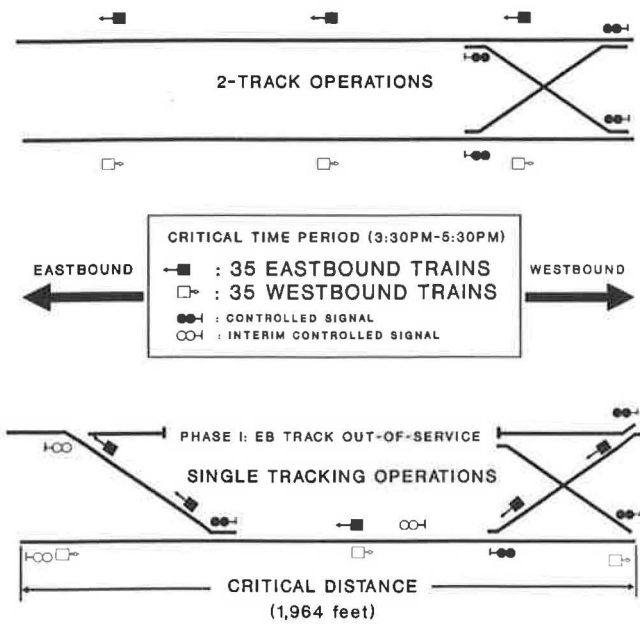 2-TRACK OPERATIONS
CRITICAL TIME PERIOD (3:30PM-5:30PM)
EASTBOUND
: 35 EASTBOUND TRAINS
WESTBOUND
: 35 WESTBOUND TRAINS
: CONTROLLED SIGNAL
: INTERIM CONTROLLED SIGNAL
PHASE I: EB TRACK OUT-OF-SERVICE
SINGLE TRACKING OPERATIONS
CRITICAL DISTANCE
(1,964 feet)